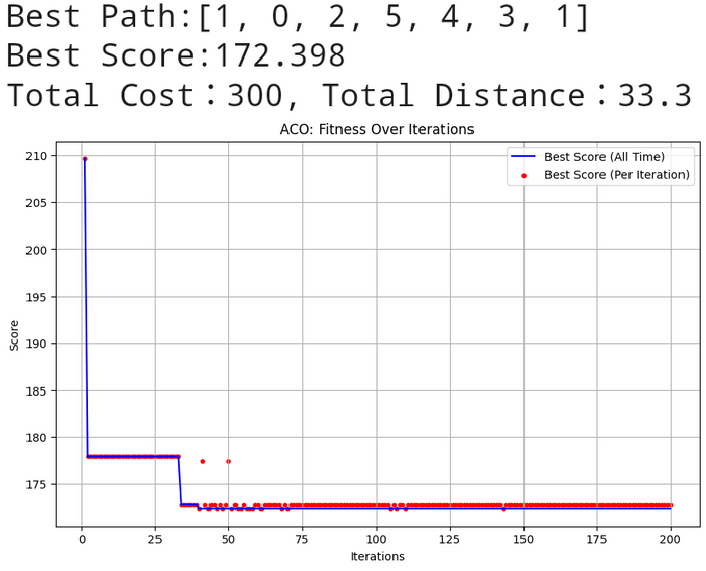 Best Path:[1, 0, 2, 5, 4, 3, 1]
Best Score:172.398
Total Cost：300, Total Distance：33.3
ACO: Fitness Over Iterations
Best Score (All Time)
Best Score (Per Iteration)
210
205
200
195
190
185
180
175
Score
0 25 50 75 100 125 150 175 200
Iterations